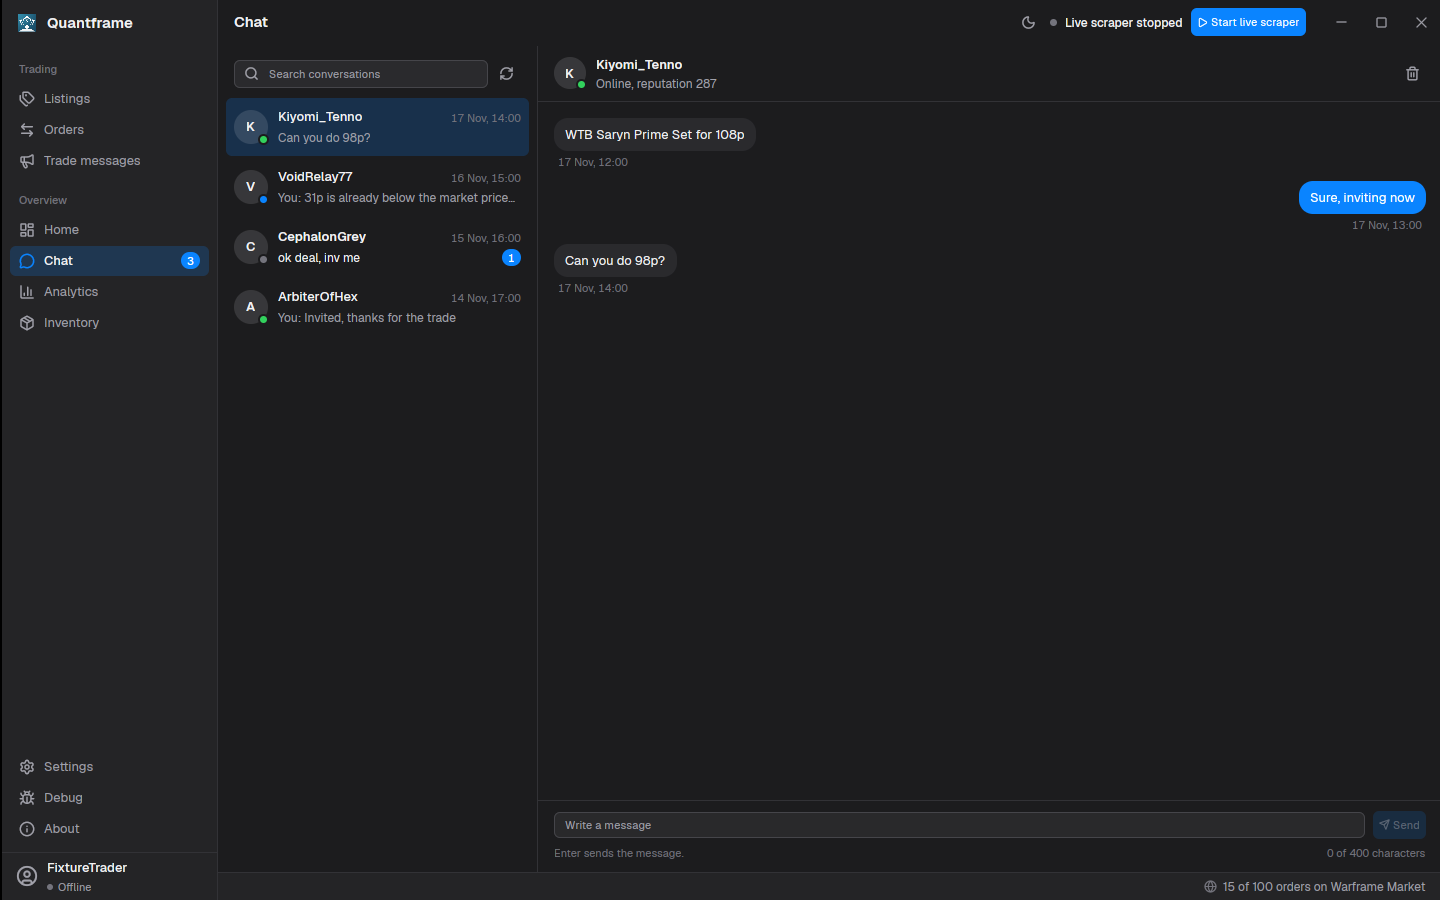 Quantframe
Trading
Listings
Orders
Trade messages
Overview
Home
Chat 3
Analytics
Inventory
Settings
Debug
About
FixtureTrader
Offline
Chat
Live scraper stopped
Start live scraper
Search conversations
K
Kiyomi_Tenno 17 Nov, 14:00
Can you do 98p?
V
VoidRelay77 16 Nov, 15:00
You: 31p is already below the market price...
C
CephalonGrey 15 Nov, 16:00
ok deal, inv me 1
A
ArbiterOfHex 14 Nov, 17:00
You: Invited, thanks for the trade
K
Kiyomi_Tenno
Online, reputation 287
WTB Saryn Prime Set for 108p
17 Nov, 12:00
Sure, inviting now
17 Nov, 13:00
Can you do 98p?
17 Nov, 14:00
Write a message
Send
Enter sends the message.
0 of 400 characters
15 of 100 orders on Warframe Market